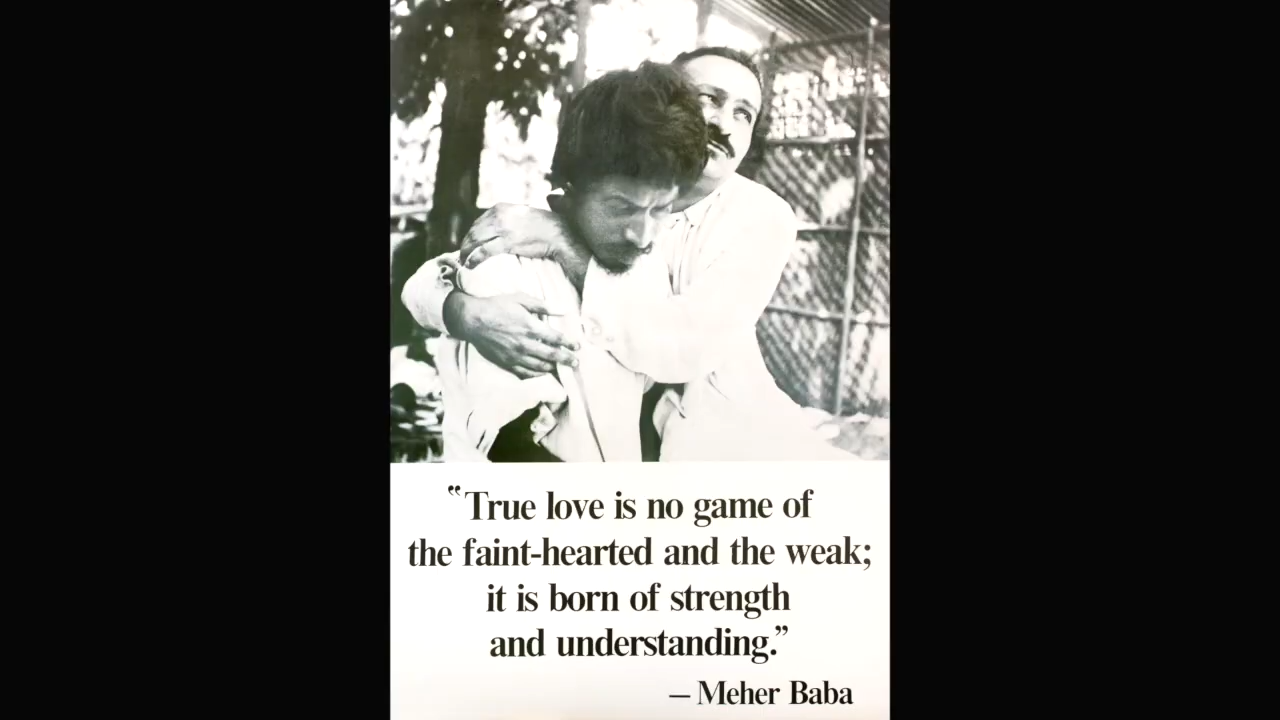 “True love is no game of
the faint-hearted and the weak;
it is born of strength
and understanding.”
– Meher Baba